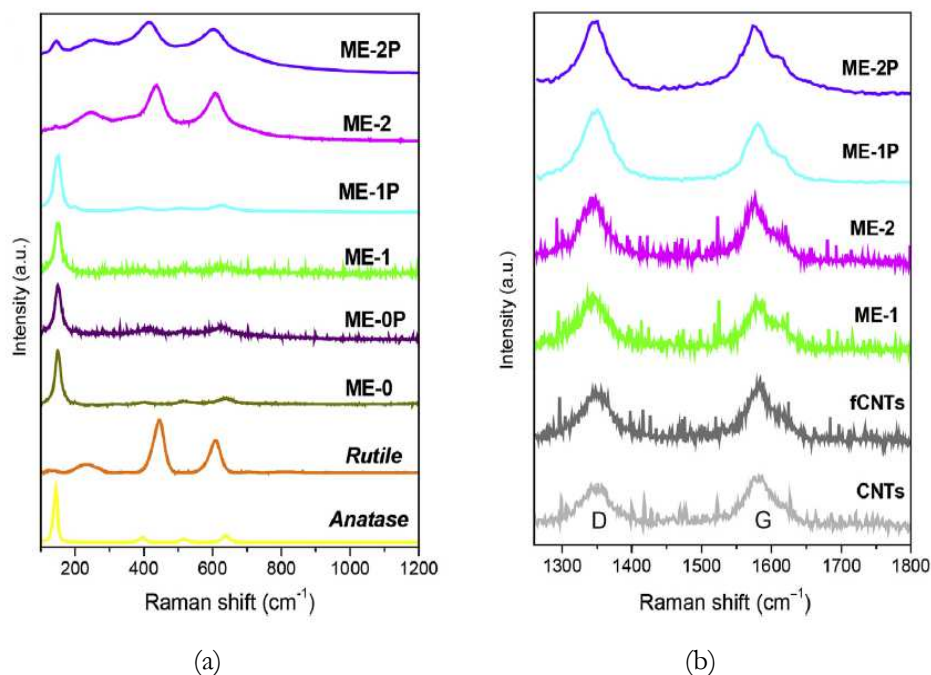 ME-2P
ME-2
ME-1P
ME-1
ME-0P
ME-0
Rutile
Anatase
Intensity (a.u.)
200 400 600 800 1000 1200
Raman shift (cm⁻¹)
(a)
ME-2P
ME-1P
ME-2
ME-1
fCNTs
CNTs
D G
Intensity (a.u.)
1300 1400 1500 1600 1700 1800
Raman shift (cm⁻¹)
(b)